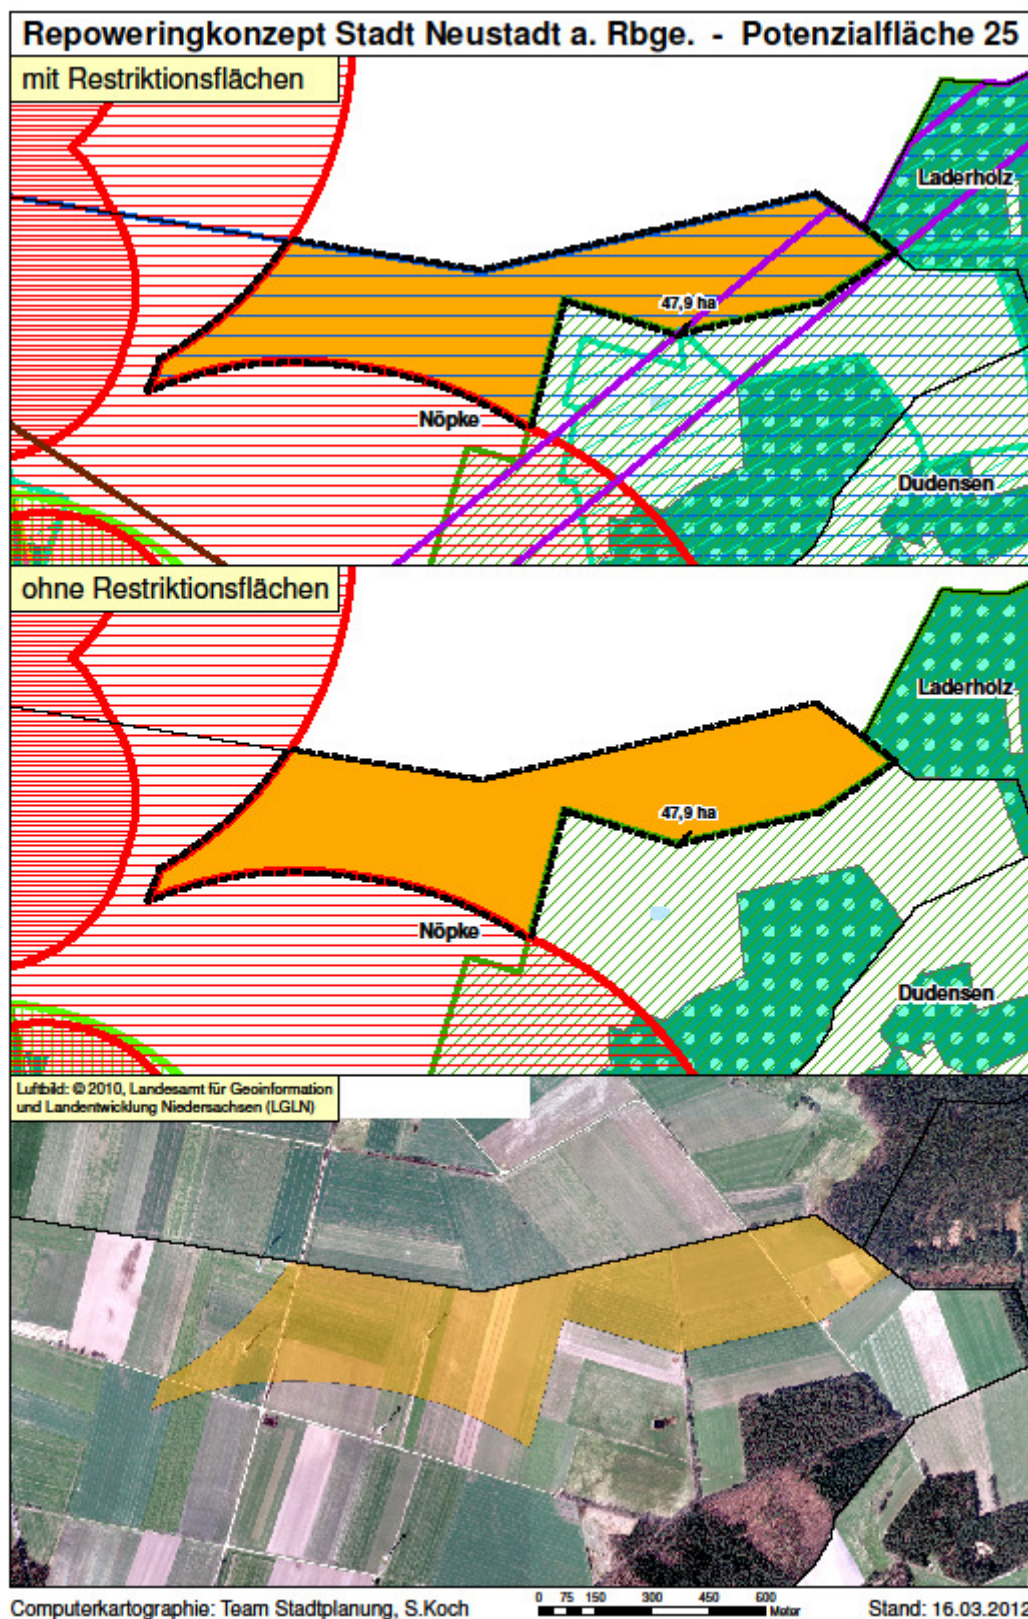 Repoweringkonzept Stadt Neustadt a. Rbge. - Potenzialfläche 25
mit Restriktionsflächen
Laderholz
47,9 ha
Nöpke
Dudensen
ohne Restriktionsflächen
Laderholz
47,9 ha
Nöpke
Dudensen
Luftbild: © 2010, Landesamt für Geoinformation
und Landentwicklung Niedersachsen (LGLN)
0 75 150 300 450 600
Meter
Computerkartographie: Team Stadtplanung, S.Koch
Stand: 16.03.2012